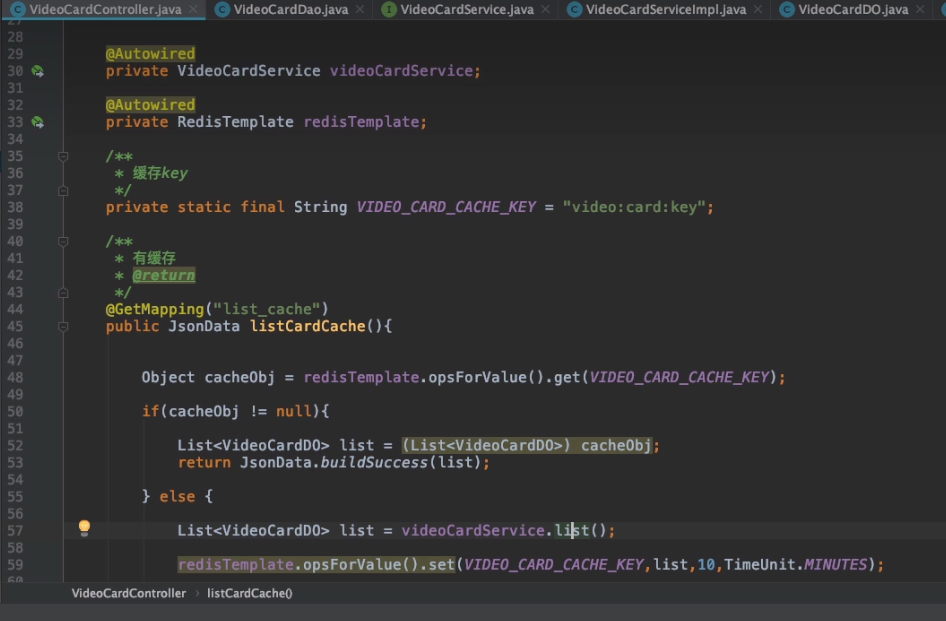 VideoCardController.java VideoCardDao.java VideoCardService.java VideoCardServiceImpl.java VideoCardDO.java
27
28
29 @Autowired
30 private VideoCardService videoCardService;
31
32 @Autowired
33 private RedisTemplate redisTemplate;
34
35 /**
36 * 缓存key
37 */
38 private static final String VIDEO_CARD_CACHE_KEY = "video:card:key";
39
40 /**
41 * 有缓存
42 * @return
43 */
44 @GetMapping("list_cache")
45 public JsonData listCardCache(){
46
47
48 Object cacheObj = redisTemplate.opsForValue().get(VIDEO_CARD_CACHE_KEY);
49
50 if(cacheObj != null){
51
52 List<VideoCardDO> list = (List<VideoCardDO>) cacheObj;
53 return JsonData.buildSuccess(list);
54
55 } else {
56
57 List<VideoCardDO> list = videoCardService.list();
58
59 redisTemplate.opsForValue().set(VIDEO_CARD_CACHE_KEY,list,10,TimeUnit.MINUTES);
60
VideoCardController › listCardCache()